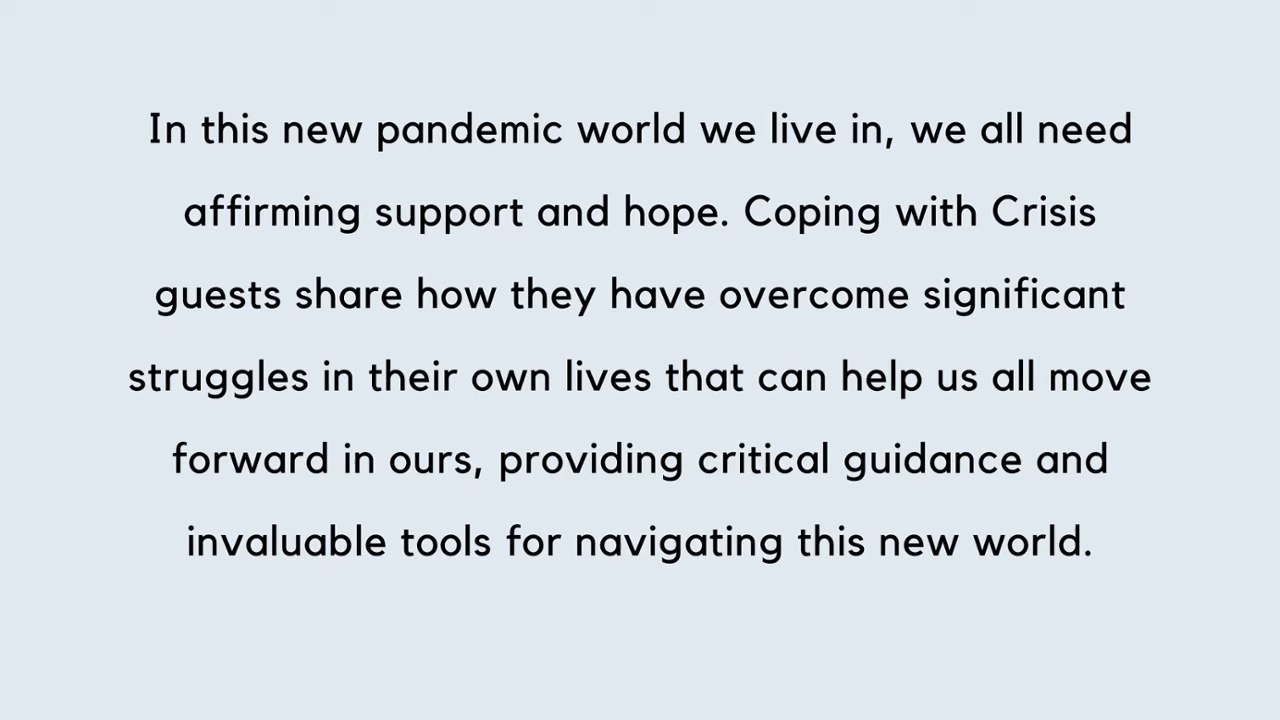 In this new pandemic world we live in, we all need
affirming support and hope. Coping with Crisis
guests share how they have overcome significant
struggles in their own lives that can help us all move
forward in ours, providing critical guidance and
invaluable tools for navigating this new world.